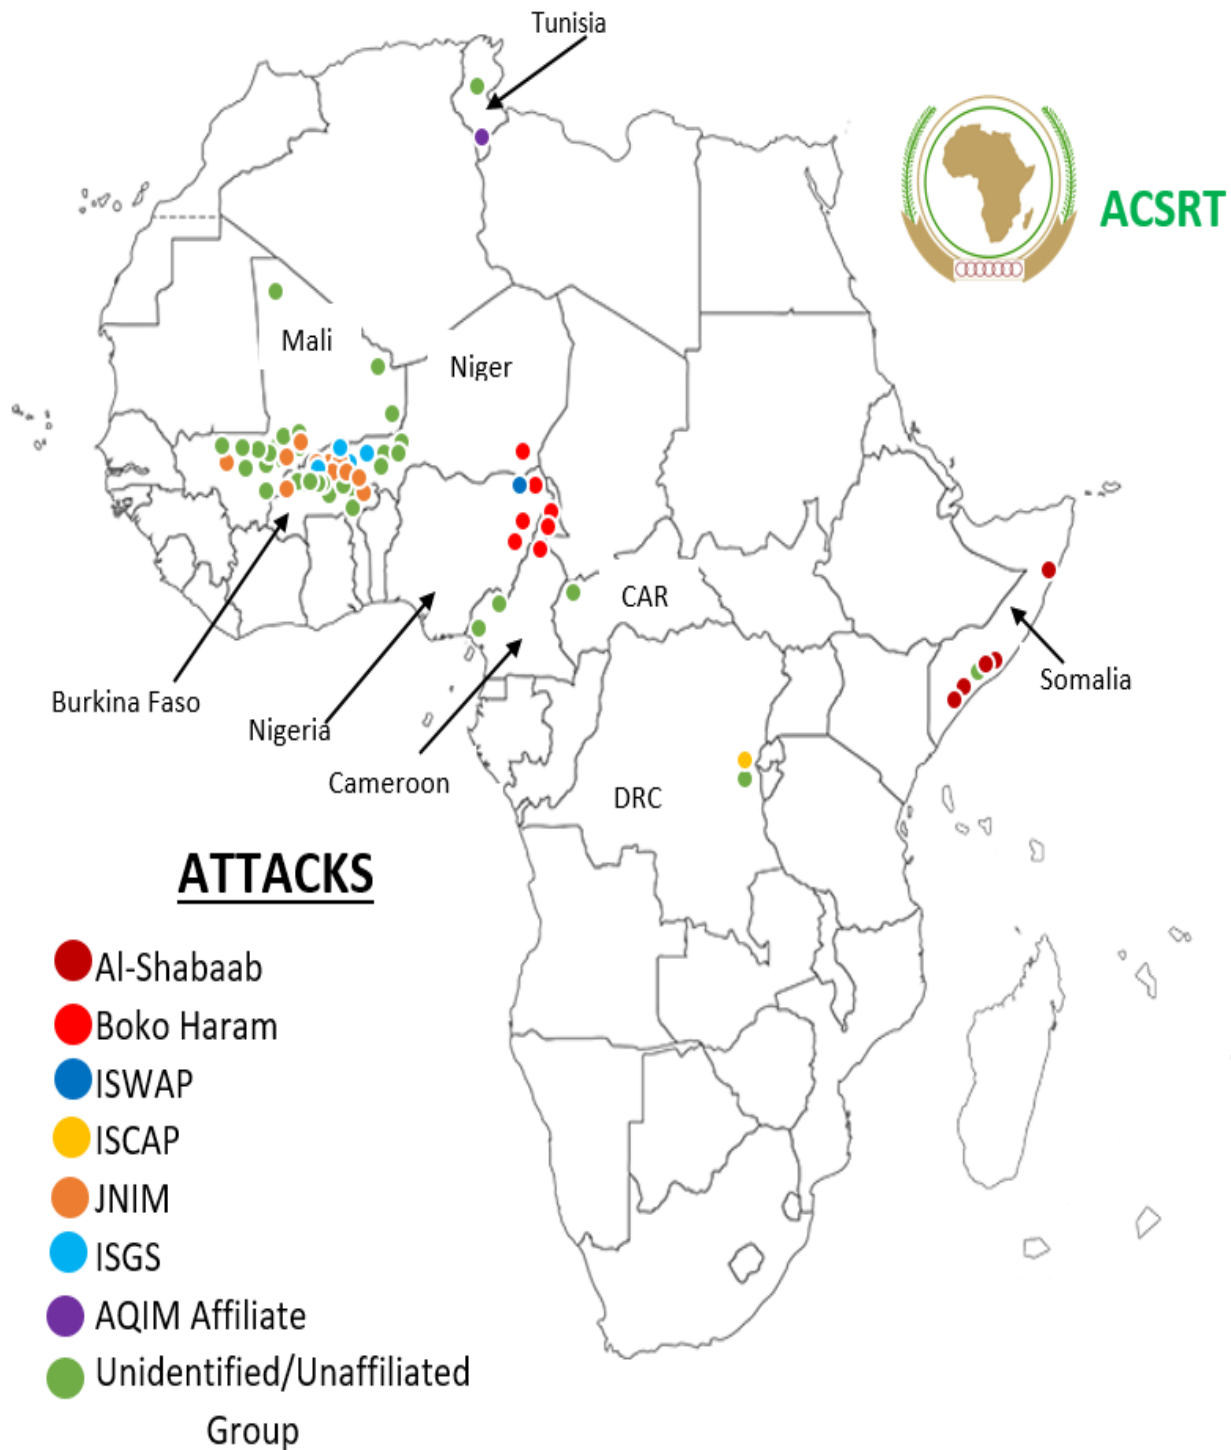 Tunisia
ACSRT
Mali
Niger
CAR
Somalia
Burkina Faso
Nigeria
Cameroon
DRC
ATTACKS
Al-Shabaab
Boko Haram
ISWAP
ISCAP
JNIM
ISGS
AQIM Affiliate
Unidentified/Unaffiliated
Group